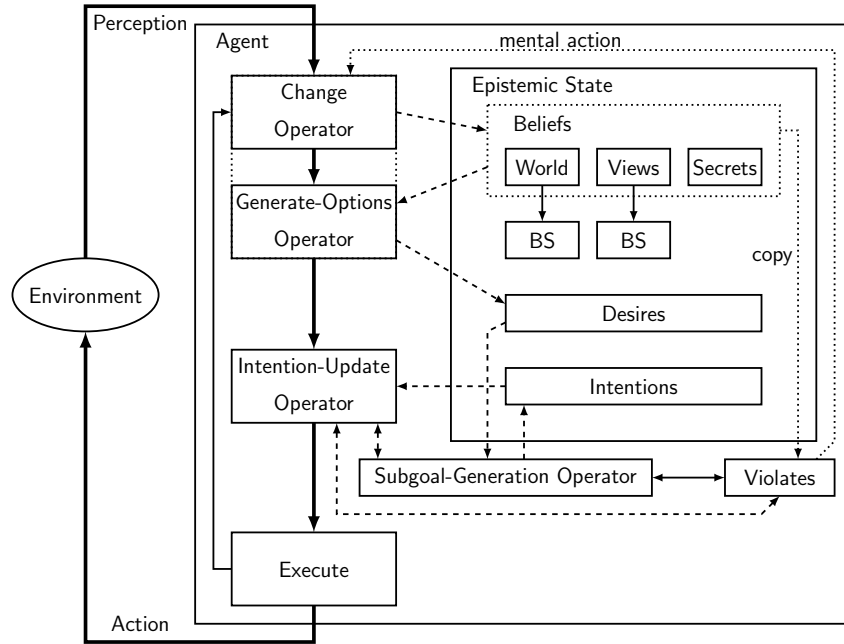 Perception
Agent
mental action
Change
Operator
Epistemic State
Beliefs
World
Views
Secrets
Generate-Options
Operator
BS
BS
copy
Environment
Desires
Intention-Update
Operator
Intentions
Subgoal-Generation Operator
Violates
Execute
Action